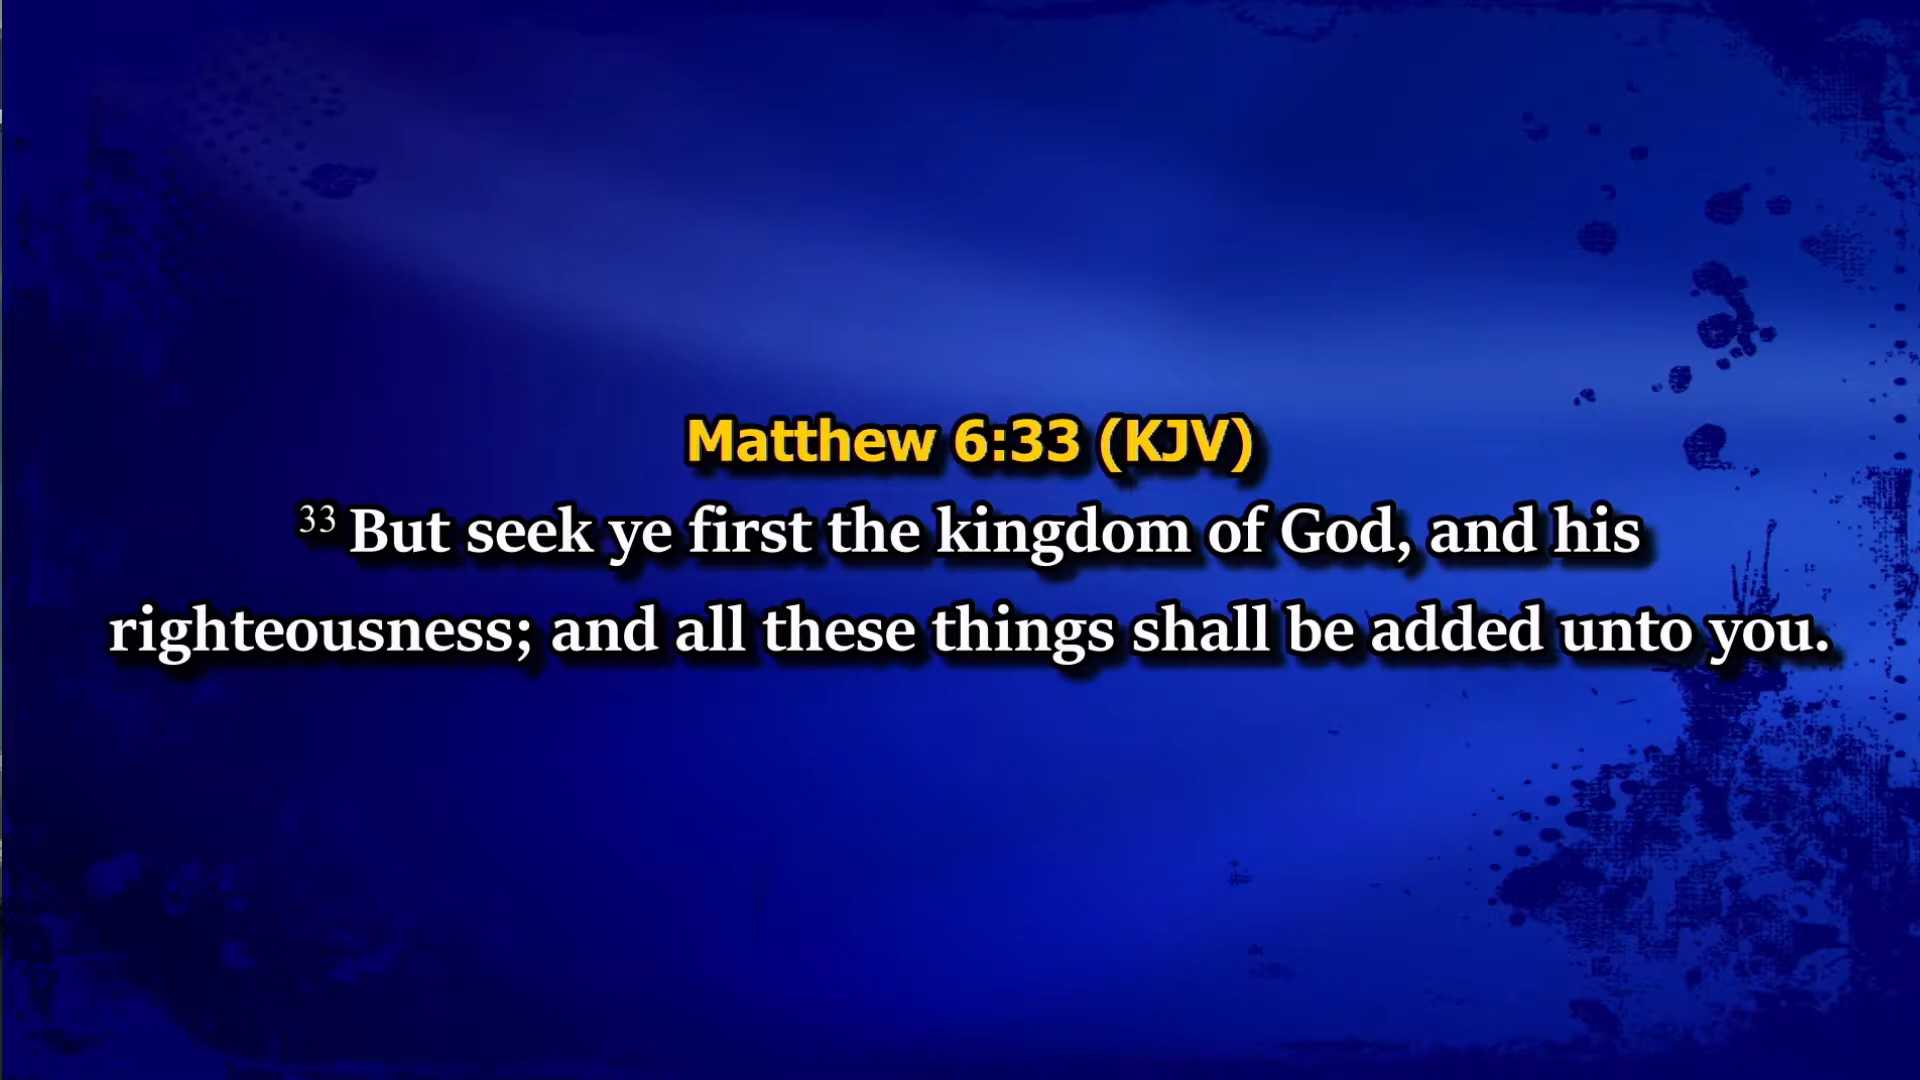 Matthew 6:33 (KJV)
33 But seek ye first the kingdom of God, and his
righteousness; and all these things shall be added unto you.